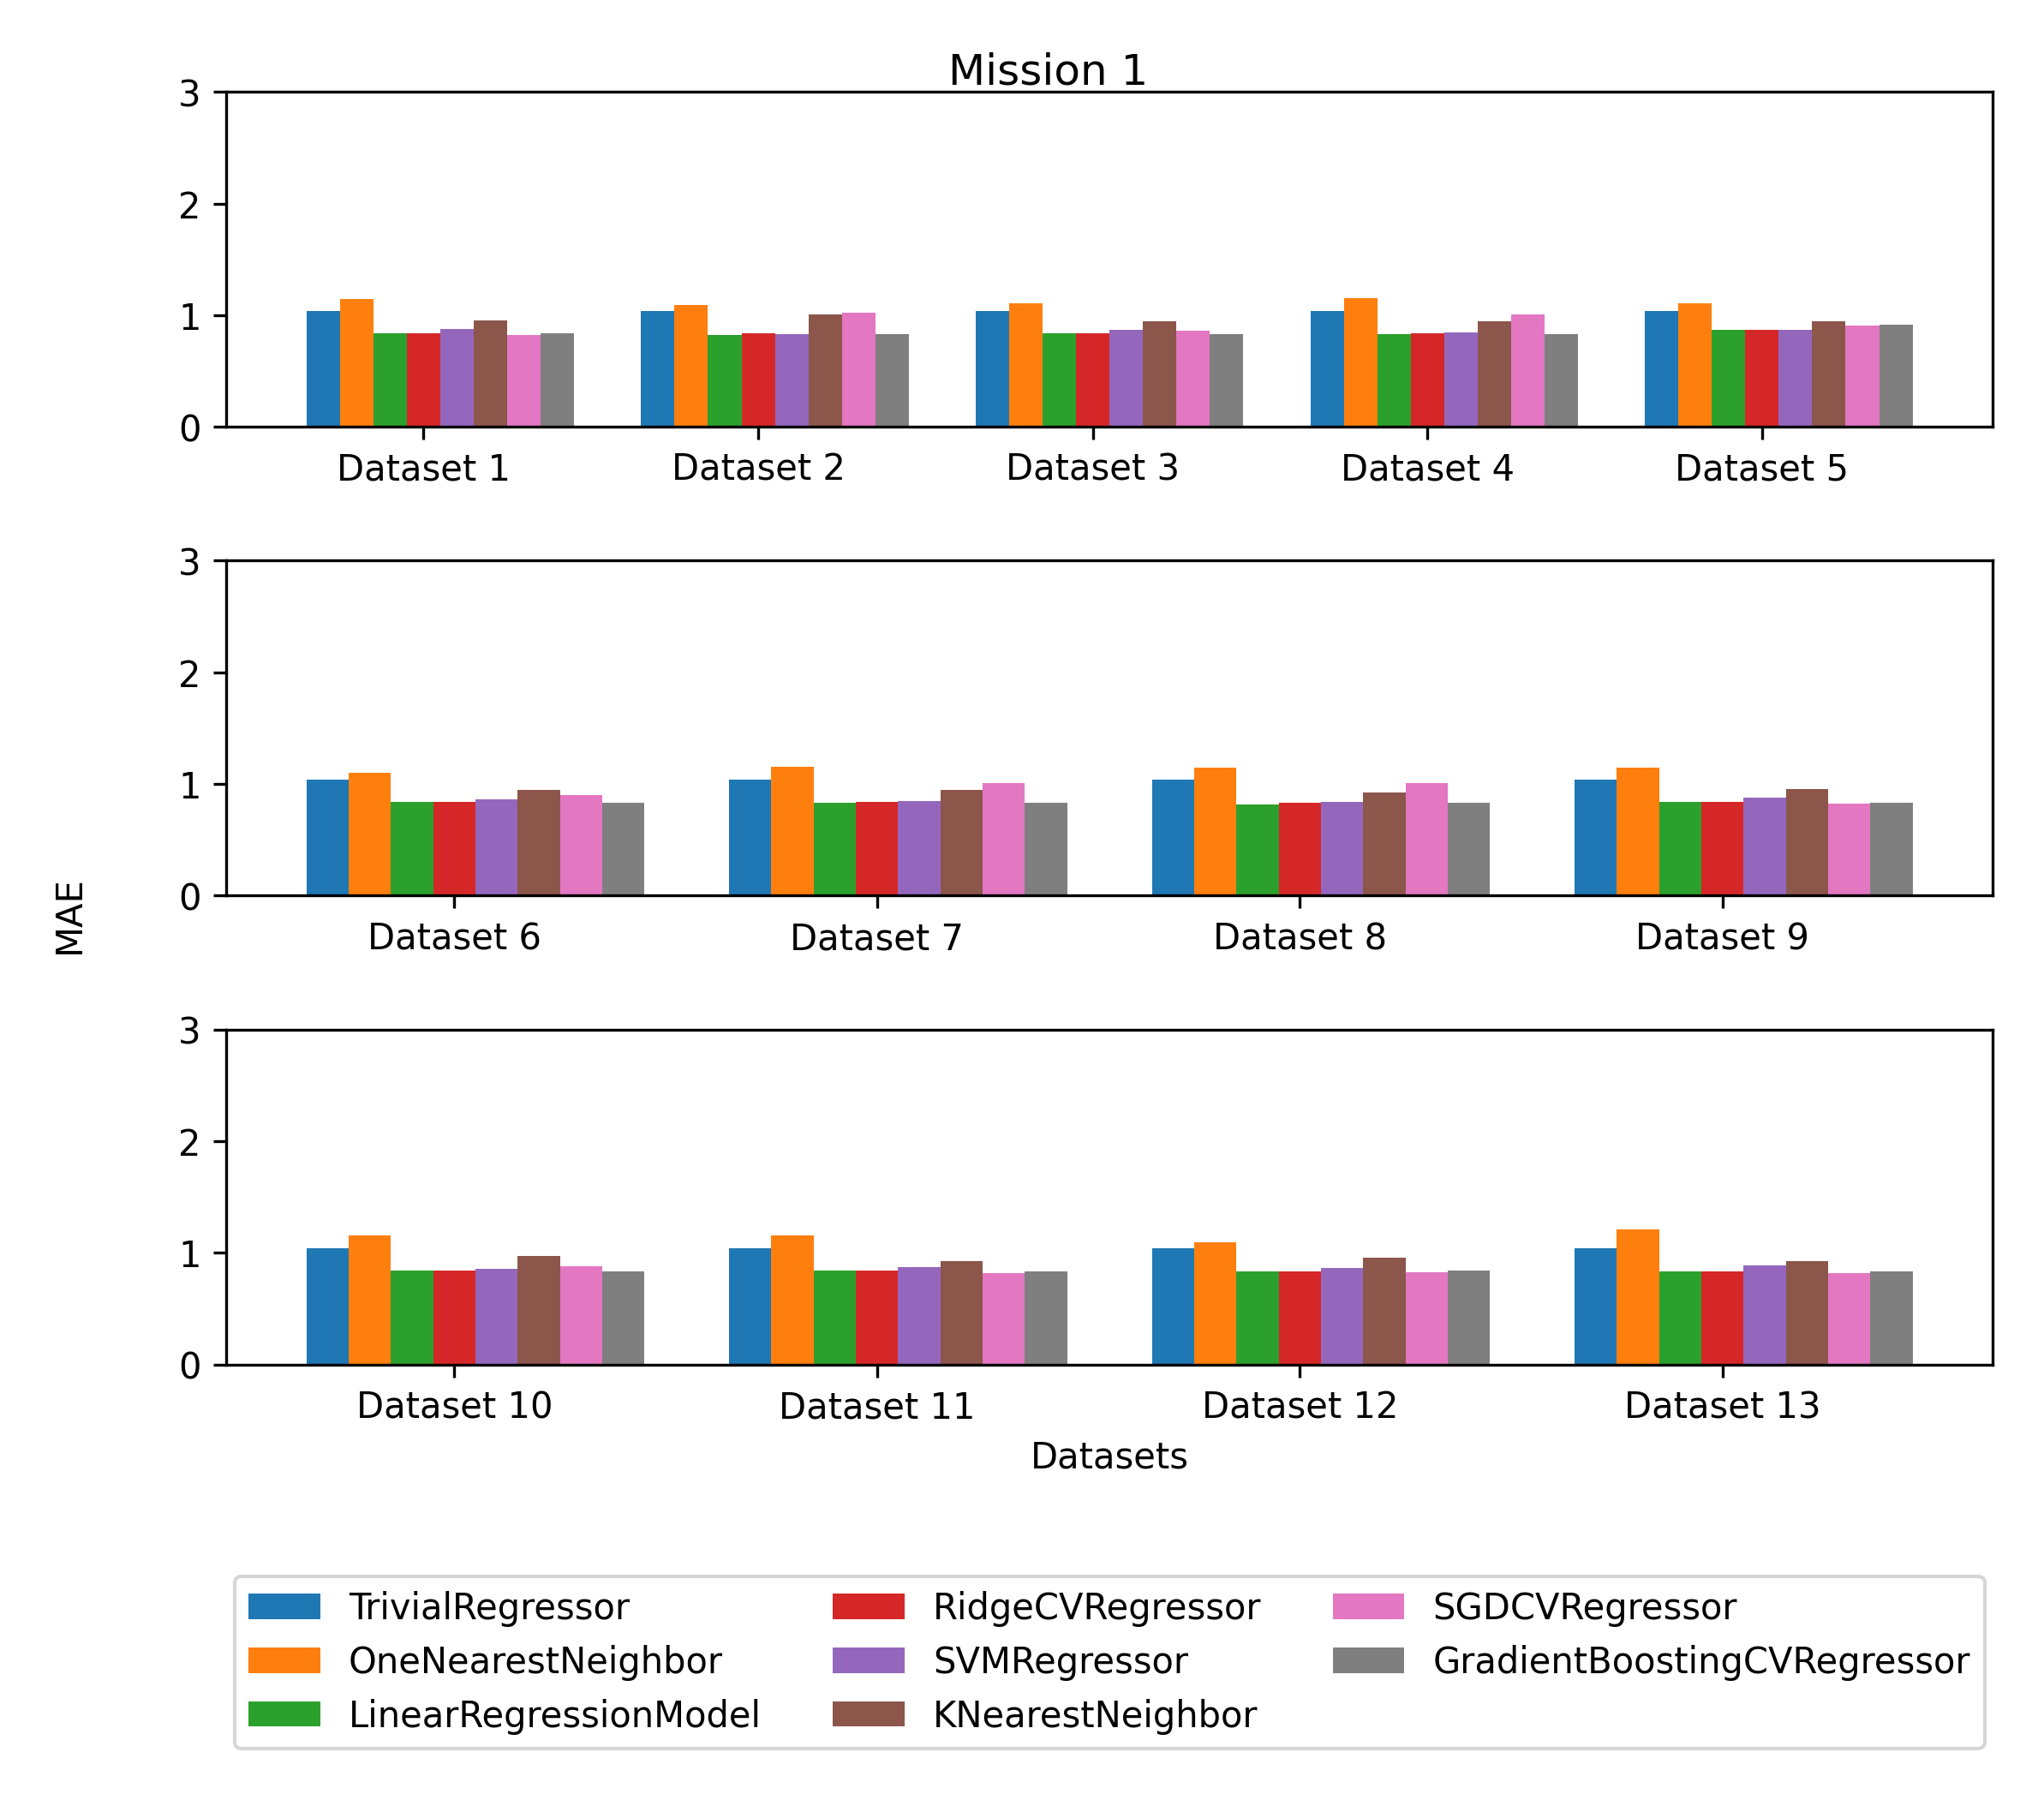 Mission 1
3
2
1
0
Dataset 1 Dataset 2 Dataset 3 Dataset 4 Dataset 5
3
2
1
0
Dataset 6 Dataset 7 Dataset 8 Dataset 9
MAE
3
2
1
0
Dataset 10 Dataset 11 Dataset 12 Dataset 13
Datasets
TrivialRegressor RidgeCVRegressor SGDCVRegressor
OneNearestNeighbor SVMRegressor GradientBoostingCVRegressor
LinearRegressionModel KNearestNeighbor